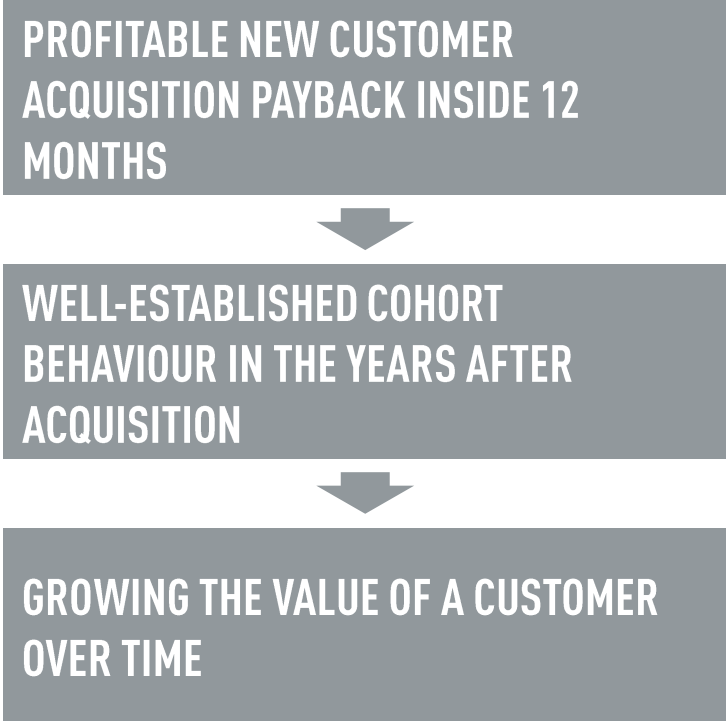 PROFITABLE NEW CUSTOMER
ACQUISITION PAYBACK INSIDE 12
MONTHS
WELL-ESTABLISHED COHORT
BEHAVIOUR IN THE YEARS AFTER
ACQUISITION
GROWING THE VALUE OF A CUSTOMER
OVER TIME